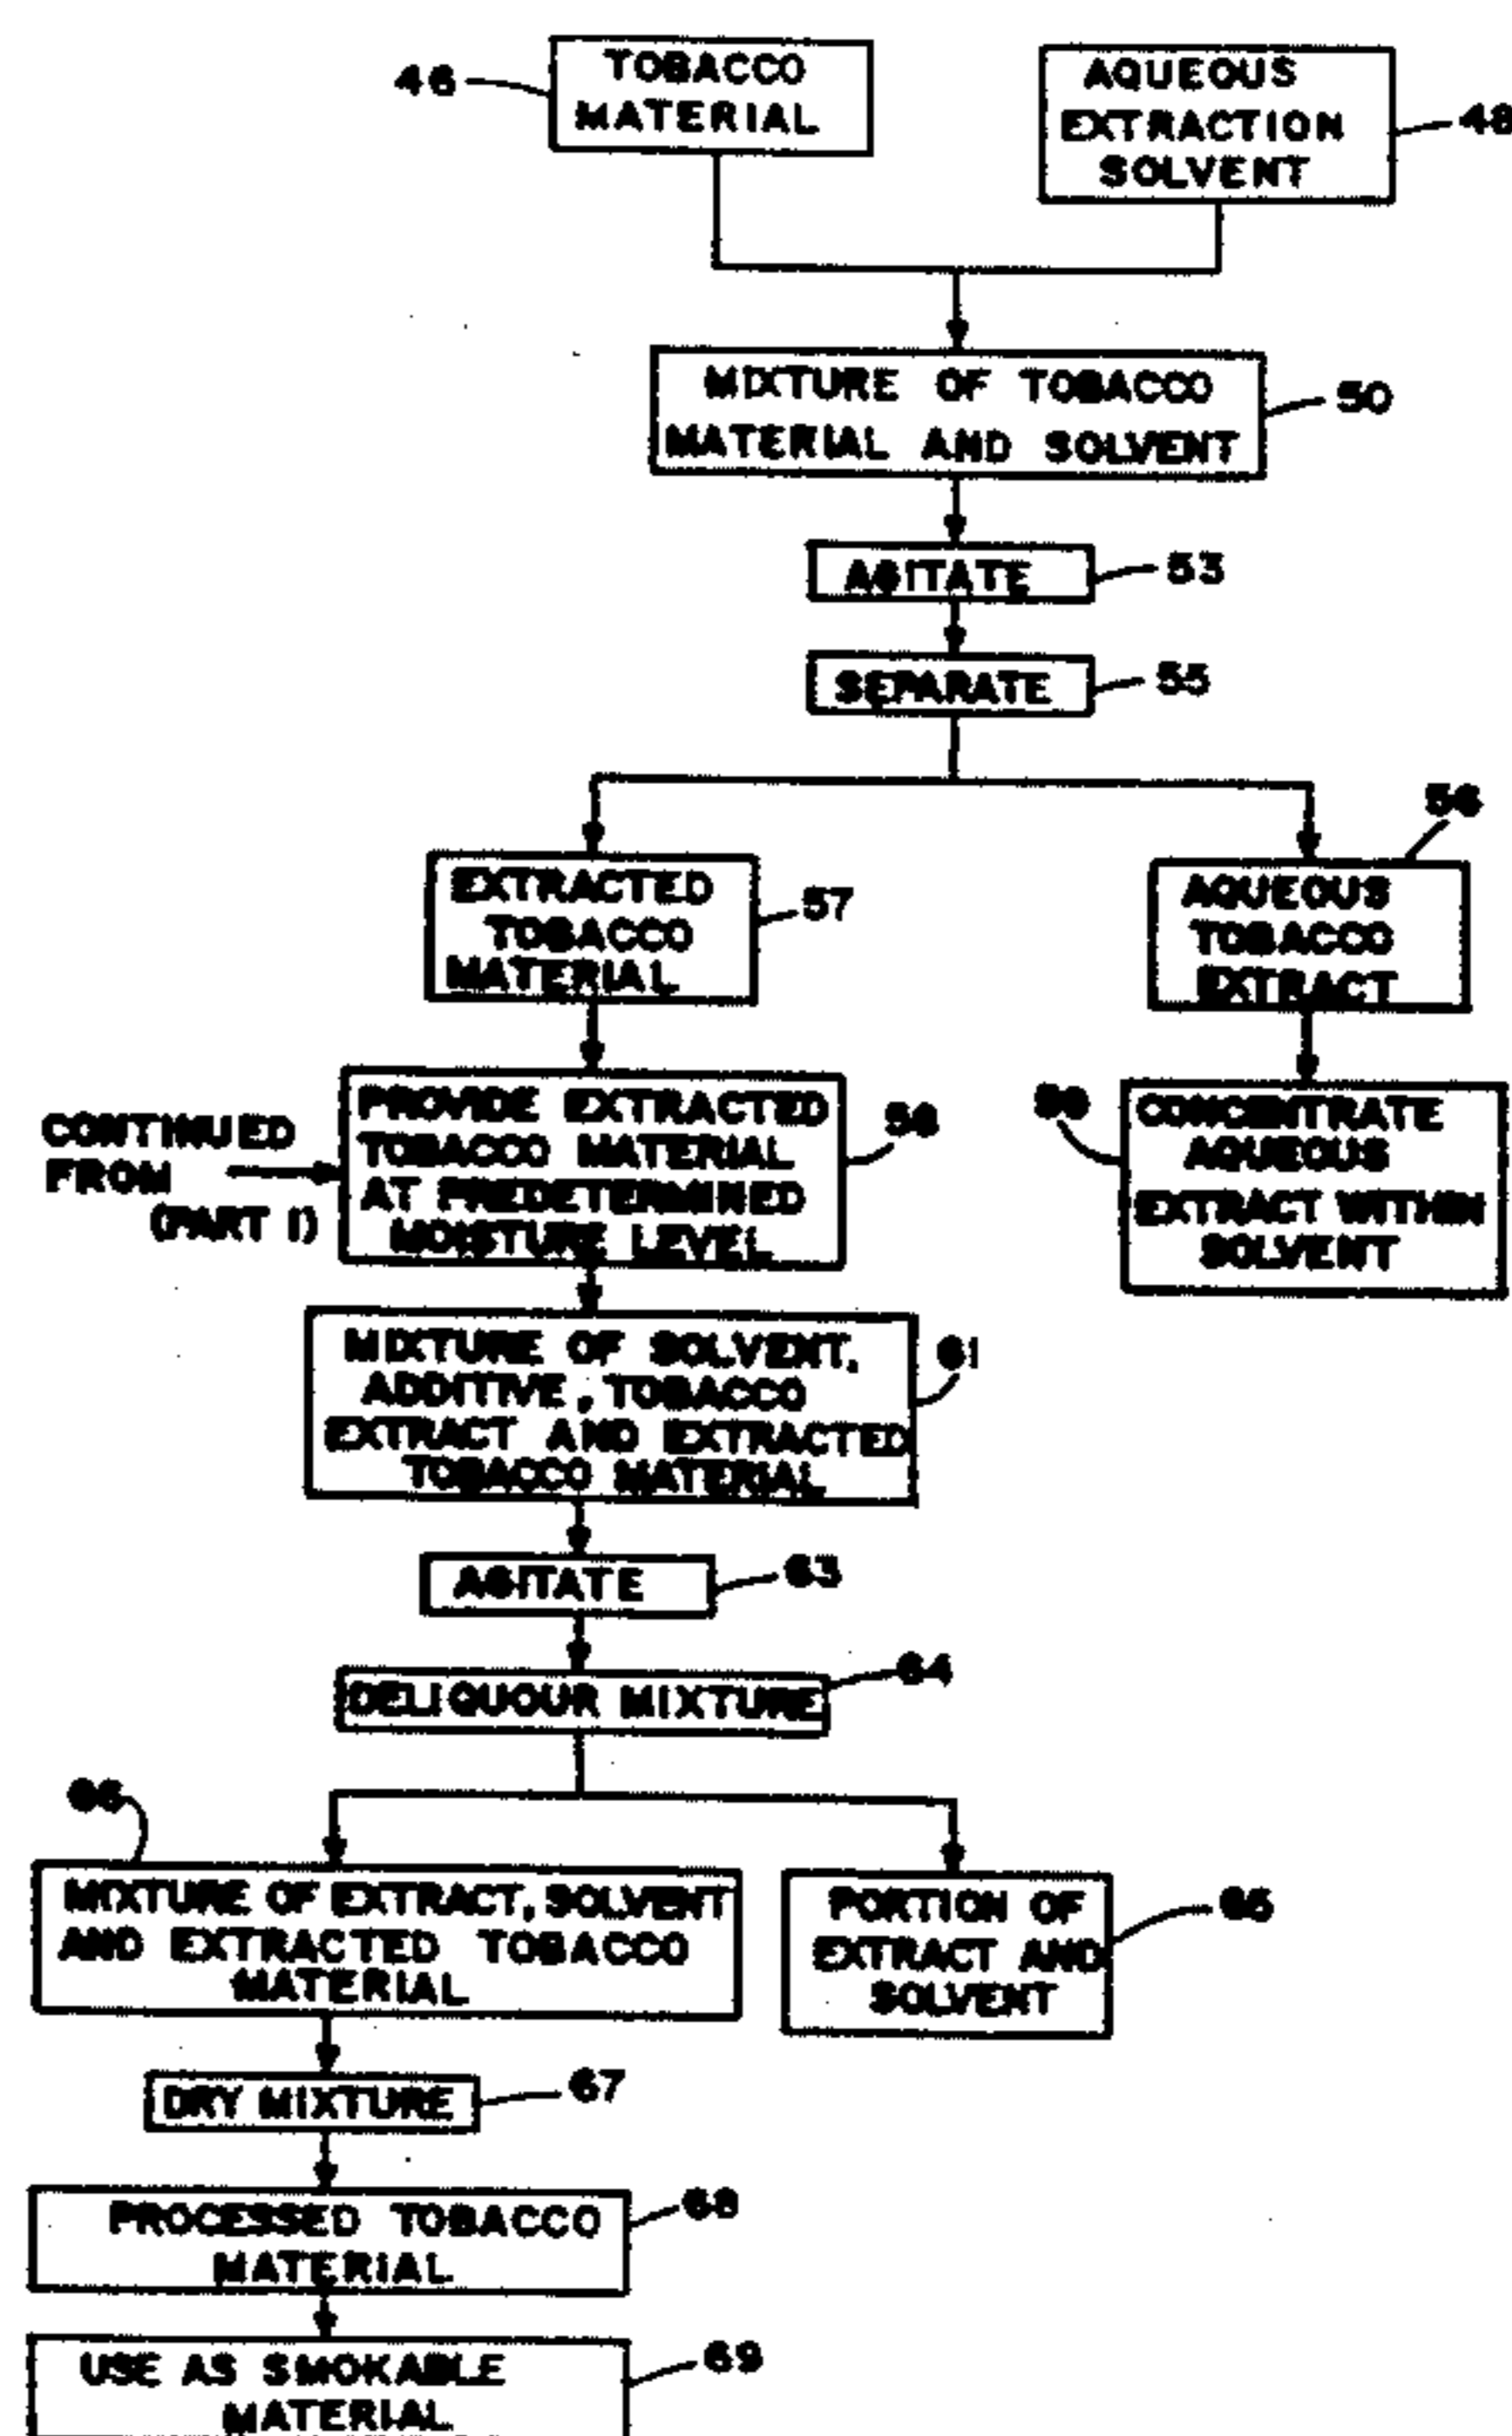 46
TOBACCO
MATERIAL
AQUEOUS
EXTRACTION
SOLVENT
48
MIXTURE OF TOBACCO
MATERIAL AND SOLVENT
50
AGITATE
53
SEPARATE
55
EXTRACTED
TOBACCO
MATERIAL
57
56
AQUEOUS
TOBACCO
EXTRACT
CONTINUED
FROM
(PART I)
PROVIDE EXTRACTED
TOBACCO MATERIAL
AT PREDETERMINED
MOISTURE LEVEL
CONCENTRATE
AQUEOUS
EXTRACT WITHIN
SOLVENT
MIXTURE OF SOLVENT,
ADDITIVE, TOBACCO
EXTRACT AND EXTRACTED
TOBACCO MATERIAL
61
AGITATE
63
DELIQUOUR MIXTURE
64
66
MIXTURE OF EXTRACT, SOLVENT
AND EXTRACTED TOBACCO
MATERIAL
PORTION OF
EXTRACT AND
SOLVENT
65
DRY MIXTURE
67
PROCESSED TOBACCO
MATERIAL
68
USE AS SMOKABLE
MATERIAL
69